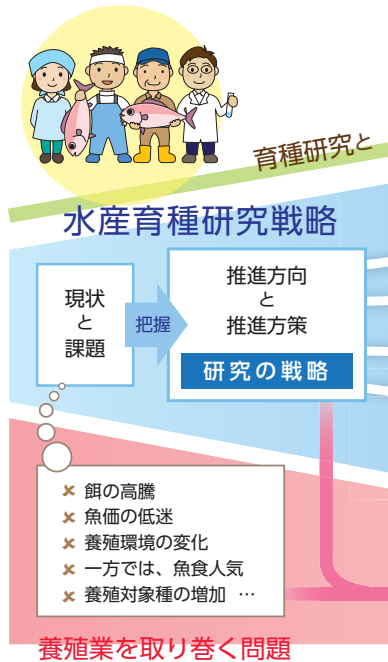 育種研究と
水産育種研究戦略
現状
と
課題
把握
推進方向
と
推進方策
研究の戦略
× 餌の高騰
× 魚価の低迷
× 養殖環境の変化
× 一方では、魚食人気
× 養殖対象種の増加 …
養殖業を取り巻く問題